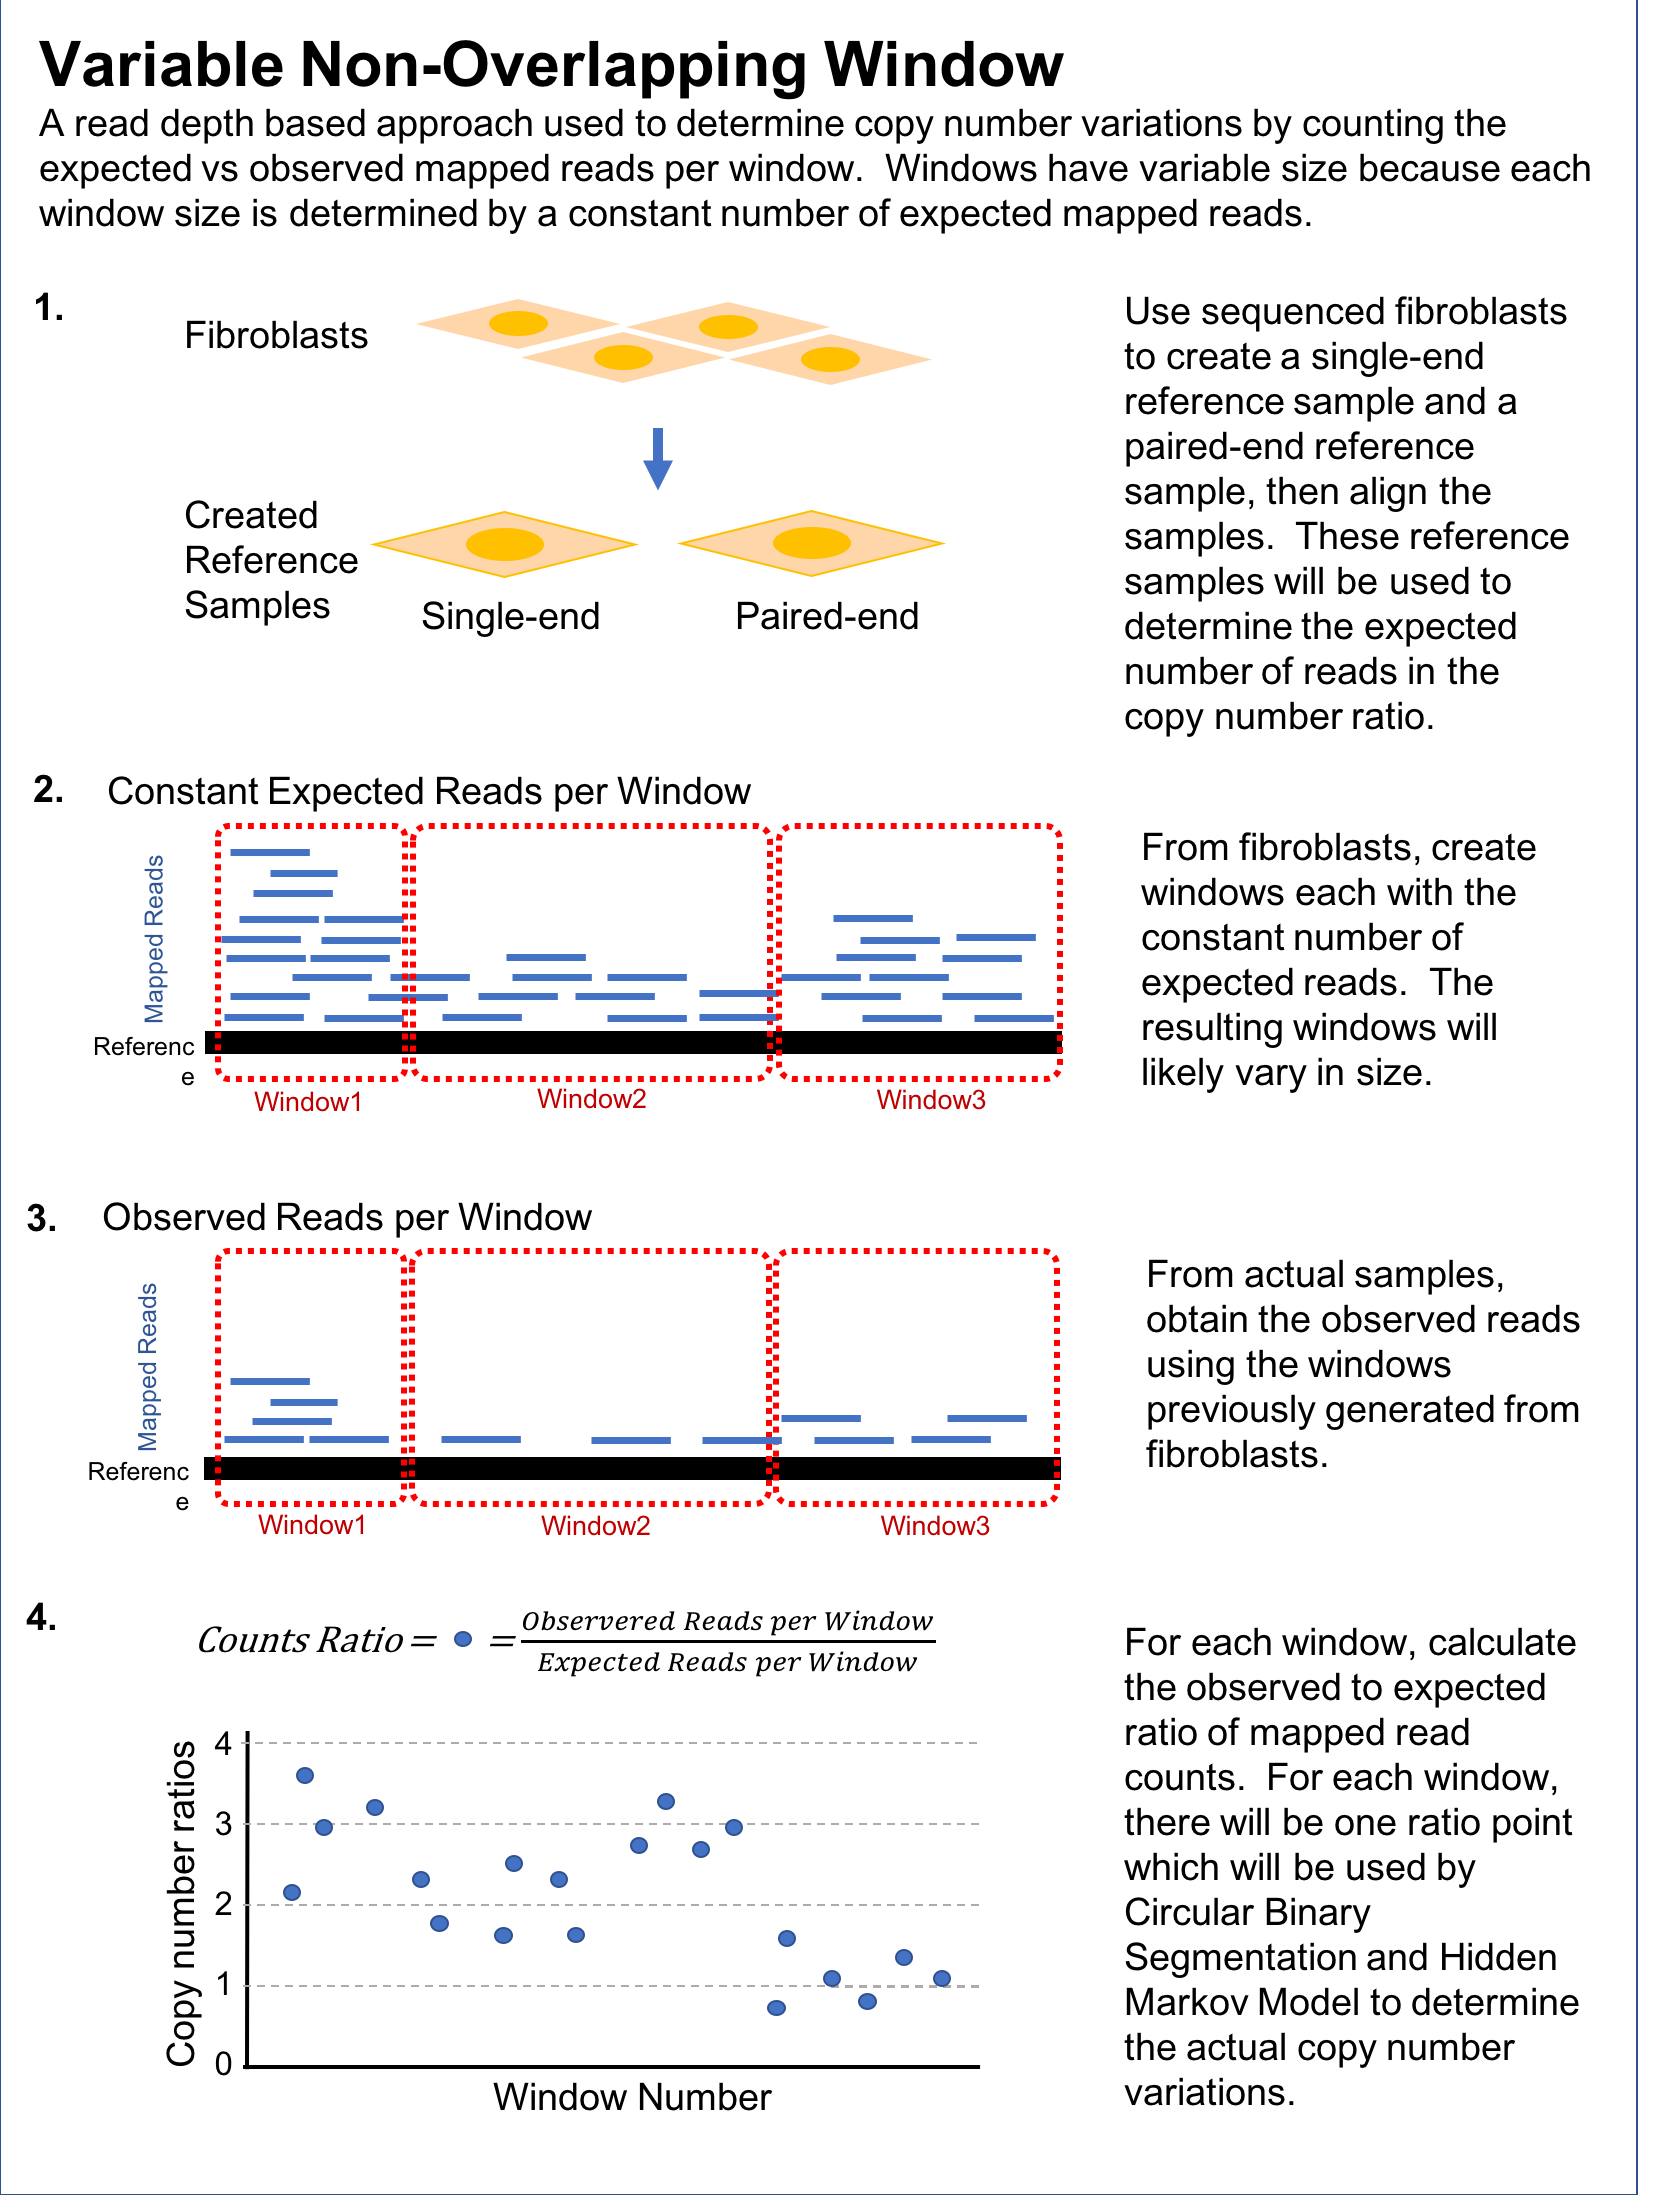 Variable Non-Overlapping Window
A read depth based approach used to determine copy number variations by counting the
expected vs observed mapped reads per window.  Windows have variable size because each
window size is determined by a constant number of expected mapped reads.
1.
Fibroblasts
Created
Reference
Samples
Single-end
Paired-end
Use sequenced fibroblasts
to create a single-end
reference sample and a
paired-end reference
sample, then align the
samples.  These reference
samples will be used to
determine the expected
number of reads in the
copy number ratio.
2.
Constant Expected Reads per Window
Mapped Reads
Referenc
e
Window1
Window2
Window3
From fibroblasts, create
windows each with the
constant number of
expected reads.  The
resulting windows will
likely vary in size.
3.
Observed Reads per Window
Mapped Reads
Referenc
e
Window1
Window2
Window3
From actual samples,
obtain the observed reads
using the windows
previously generated from
fibroblasts.
4.
Counts Ratio = • =
Observered Reads per Window
Expected Reads per Window
Copy number ratios
4
3
2
1
0
Window Number
For each window, calculate
the observed to expected
ratio of mapped read
counts.  For each window,
there will be one ratio point
which will be used by
Circular Binary
Segmentation and Hidden
Markov Model to determine
the actual copy number
variations.